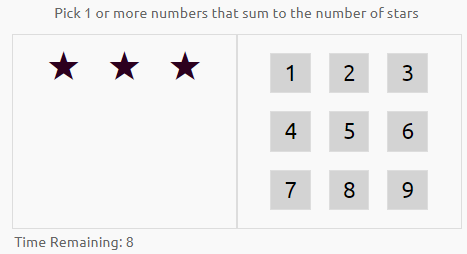 Pick 1 or more numbers that sum to the number of stars
1 2 3
4 5 6
7 8 9
Time Remaining: 8